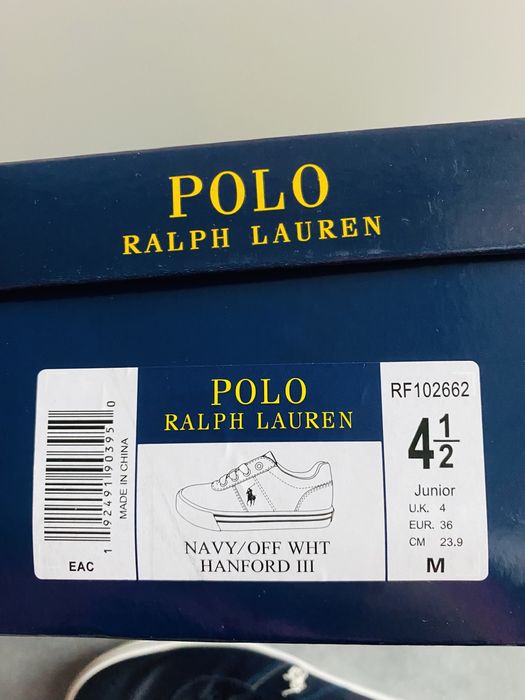 POLO
RALPH LAUREN
1 92491 90395 0
MADE IN CHINA
EAC
POLO
RALPH LAUREN
NAVY/OFF WHT
HANFORD III
RF102662
4 1/2
Junior
U.K. 4
EUR. 36
CM 23.9
M